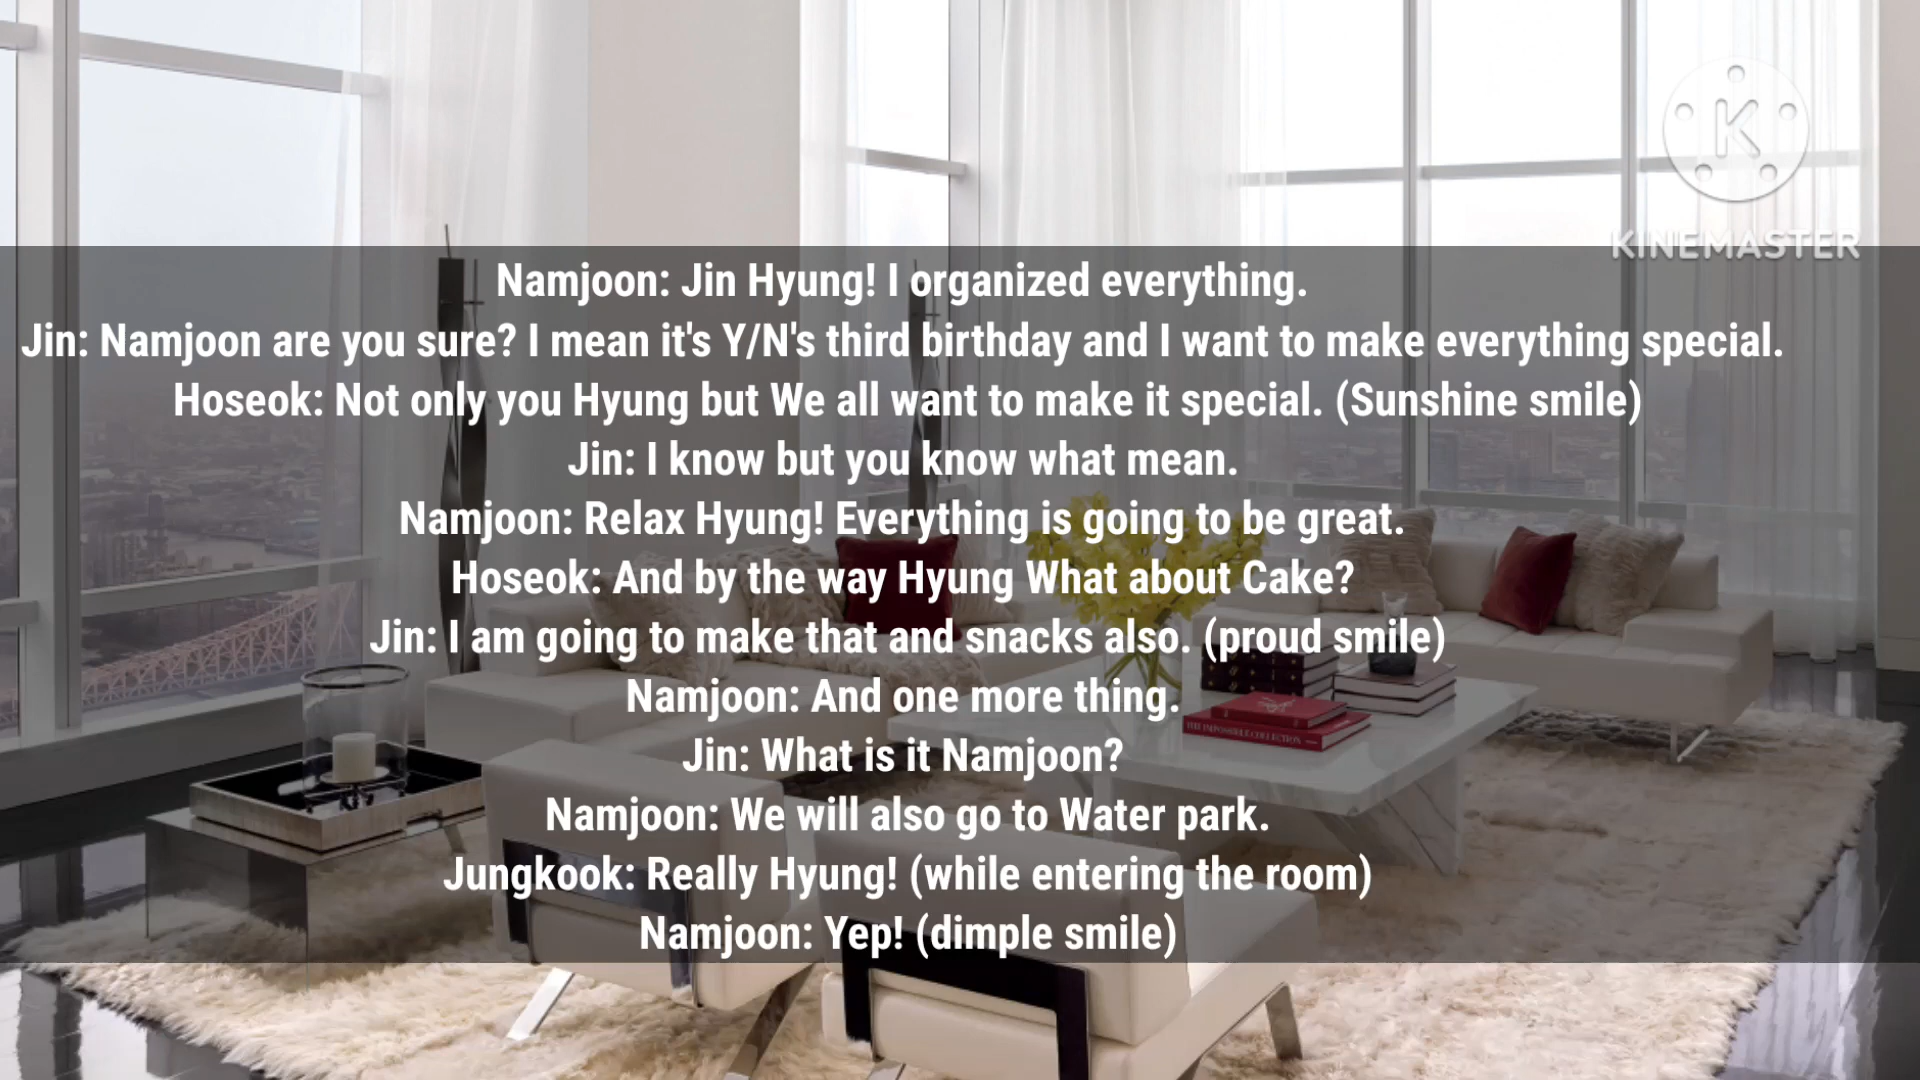 K
KINEMASTER
Namjoon: Jin Hyung! I organized everything.
Jin: Namjoon are you sure? I mean it's Y/N's third birthday and I want to make everything special.
Hoseok: Not only you Hyung but We all want to make it special. (Sunshine smile)
Jin: I know but you know what mean.
Namjoon: Relax Hyung! Everything is going to be great.
Hoseok: And by the way Hyung What about Cake?
Jin: I am going to make that and snacks also. (proud smile)
Namjoon: And one more thing.
THE IMPOSSIBLE COLLECTION
Jin: What is it Namjoon?
Namjoon: We will also go to Water park.
Jungkook: Really Hyung! (while entering the room)
Namjoon: Yep! (dimple smile)